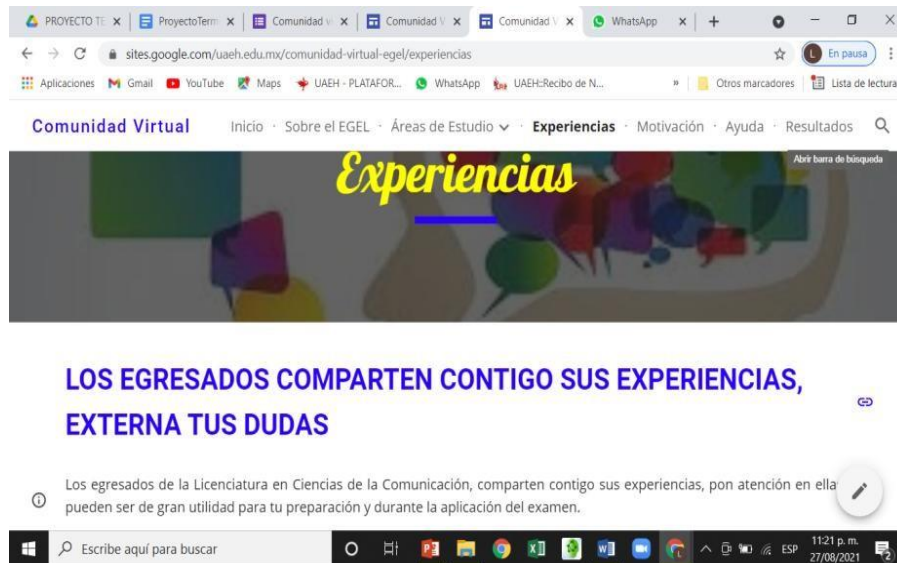 PROYECTO TE
ProyectoTerm
Comunidad vi
Comunidad V
Comunidad V
WhatsApp
sites.google.com/uaeh.edu.mx/comunidad-virtual-egel/experiencias
L
En pausa
Aplicaciones
Gmail
YouTube
Maps
UAEH - PLATAFOR...
WhatsApp
UAEH::Recibo de N...
»
Otros marcadores
Lista de lectura
Comunidad Virtual
Inicio · Sobre el EGEL · Áreas de Estudio · Experiencias · Motivación · Ayuda · Resultados
Abrir barra de búsqueda
Experiencias
LOS EGRESADOS COMPARTEN CONTIGO SUS EXPERIENCIAS,
EXTERNA TUS DUDAS
Los egresados de la Licenciatura en Ciencias de la Comunicación, comparten contigo sus experiencias, pon atención en ella
pueden ser de gran utilidad para tu preparación y durante la aplicación del examen.
Escribe aquí para buscar
ESP
11:21 p. m.
27/08/2021
2